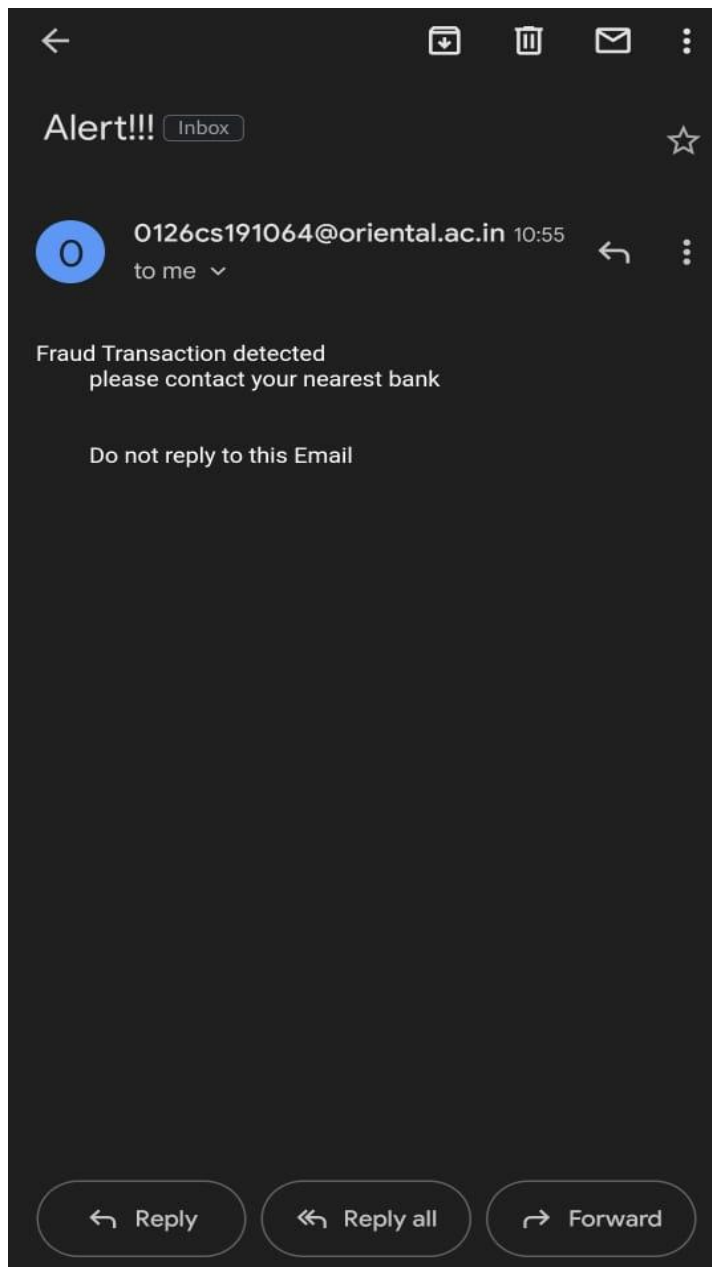 Alert!!! Inbox
O
0126cs191064@oriental.ac.in 10:55
to me
Fraud Transaction detected
please contact your nearest bank
Do not reply to this Email
Reply
Reply all
Forward